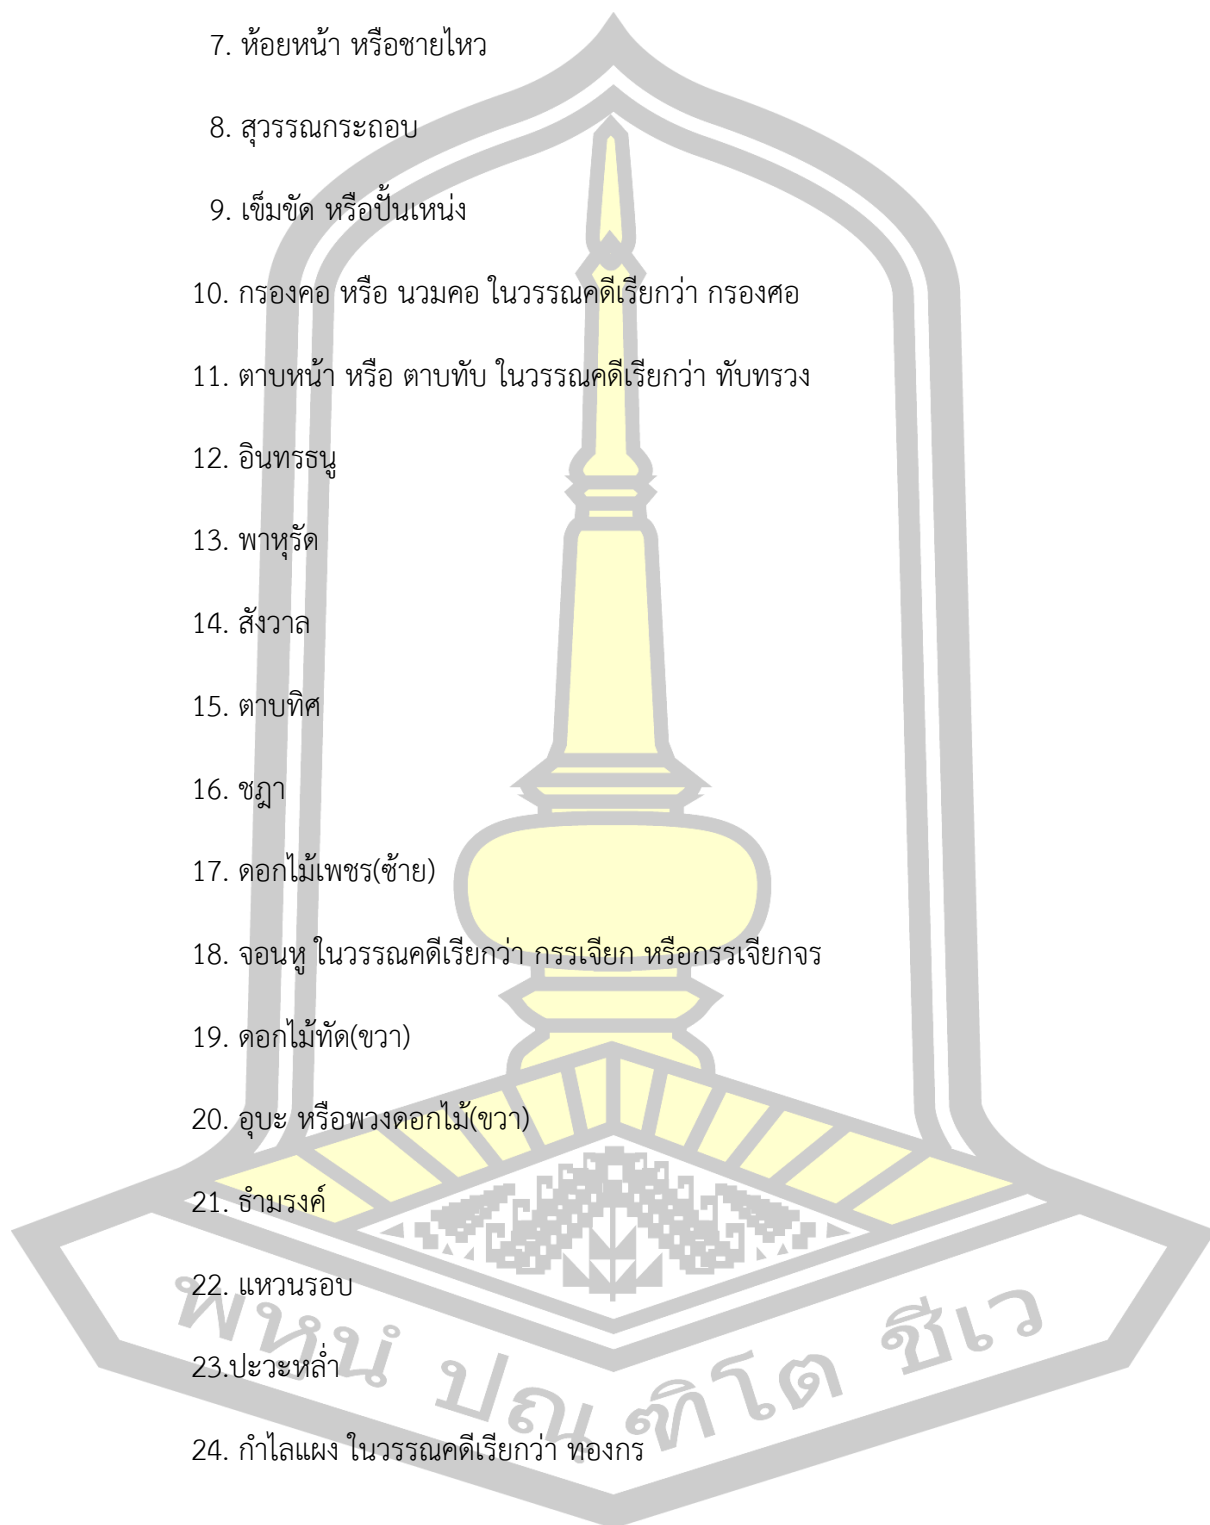 7. ห้อยหน้า หรือชายไหว
8. สุวรรณกระถอบ
9. เข็มขัด หรือปั้นเหน่ง
10. กรองคอ หรือ นวมคอ ในวรรณคดีเรียกว่า กรองศอ
11. ตาบหน้า หรือ ตาบทับ ในวรรณคดีเรียกว่า ทับทรวง
12. อินทรธนู
13. พาหุรัด
14. สังวาล
15. ตาบทิศ
16. ชฎา
17. ดอกไม้เพชร(ซ้าย)
18. จอนหู ในวรรณคดีเรียกว่า กรรเจียก หรือกรรเจียกจร
19. ดอกไม้ทัด(ขวา)
20. อุบะ หรือพวงดอกไม้(ขวา)
21. ธำมรงค์
22. แหวนรอบ
23.ปะวะหล่ำ
24. กำไลแผง ในวรรณคดีเรียกว่า ทองกร
พหุนํ ปณฺฑิโต ชีเว